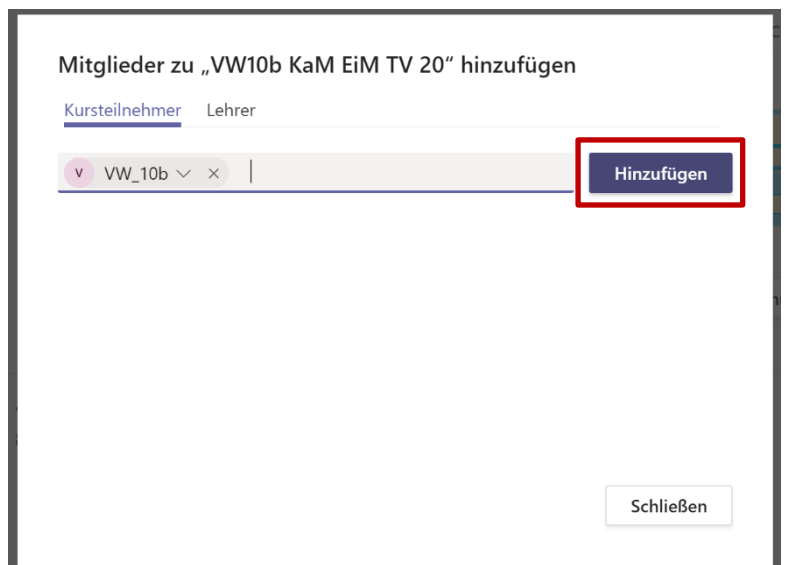 Mitglieder zu „VW10b KaM EiM TV 20“ hinzufügen
Kursteilnehmer Lehrer
V VW_10b Hinzufügen
Schließen